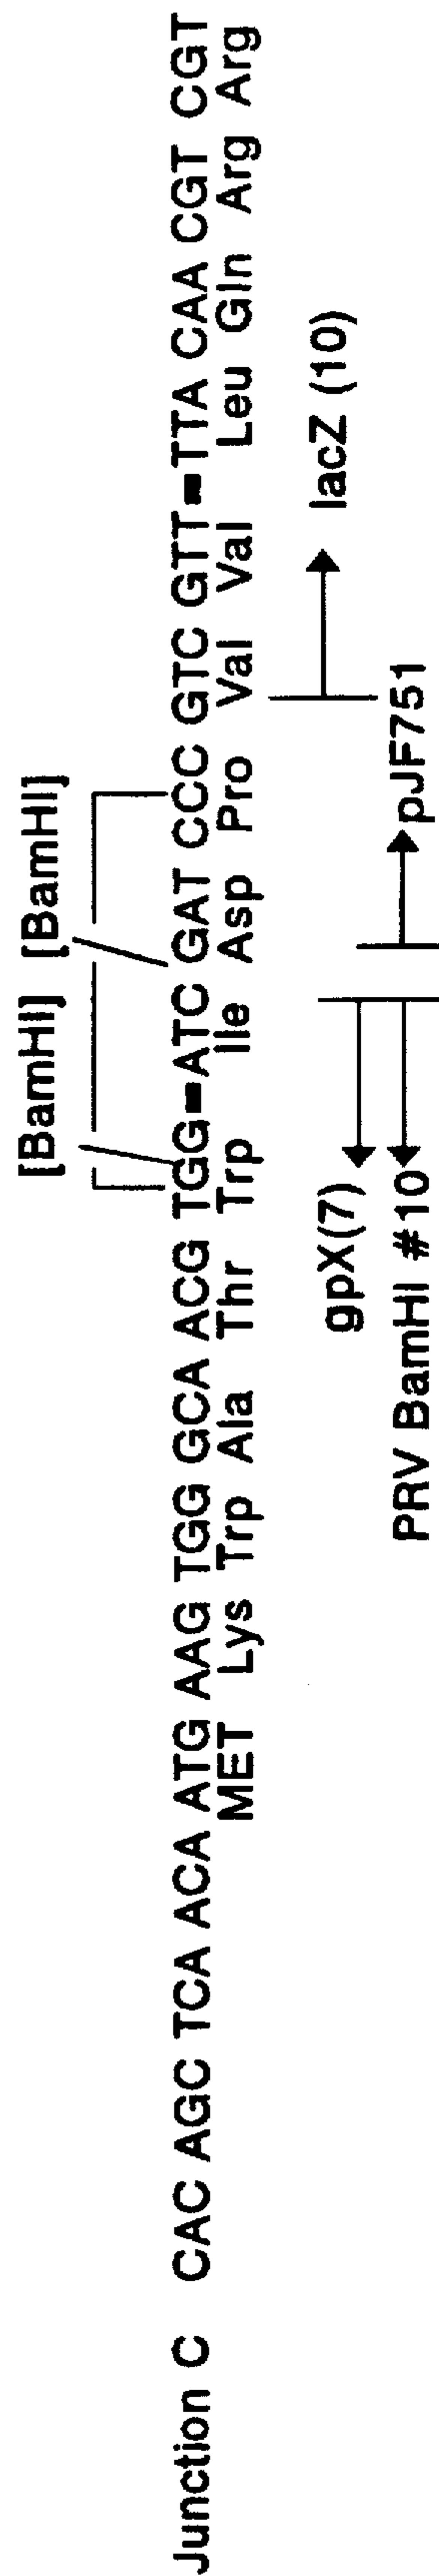 [BamHI] [BamHI]
Junction C CAC AGC TCA ACA ATG AAG TGG GCA ACG TGG=ATC GAT CCC GTC GTT=TTA CAA CGT CGT
MET Lys Trp Ala Thr Trp Ile Asp Pro Val Val Leu Gln Arg Arg
gpX(7) lacZ (10)
PRV BamHI #10 pJF751